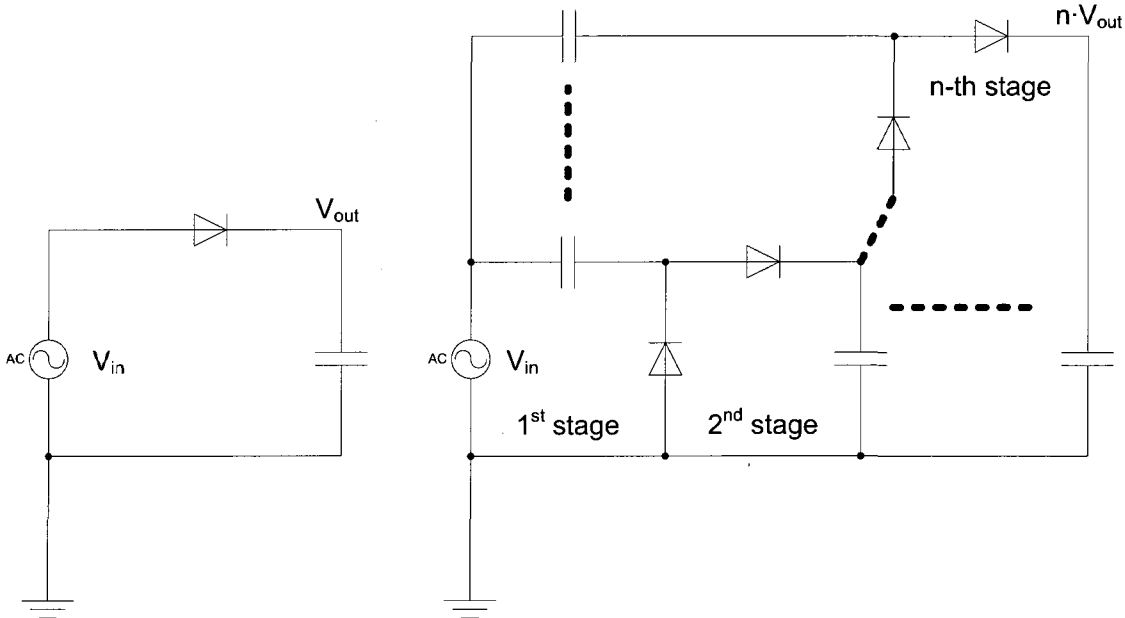 n·Vout
n-th stage
Vout
AC Vin
AC Vin
1st stage
2nd stage